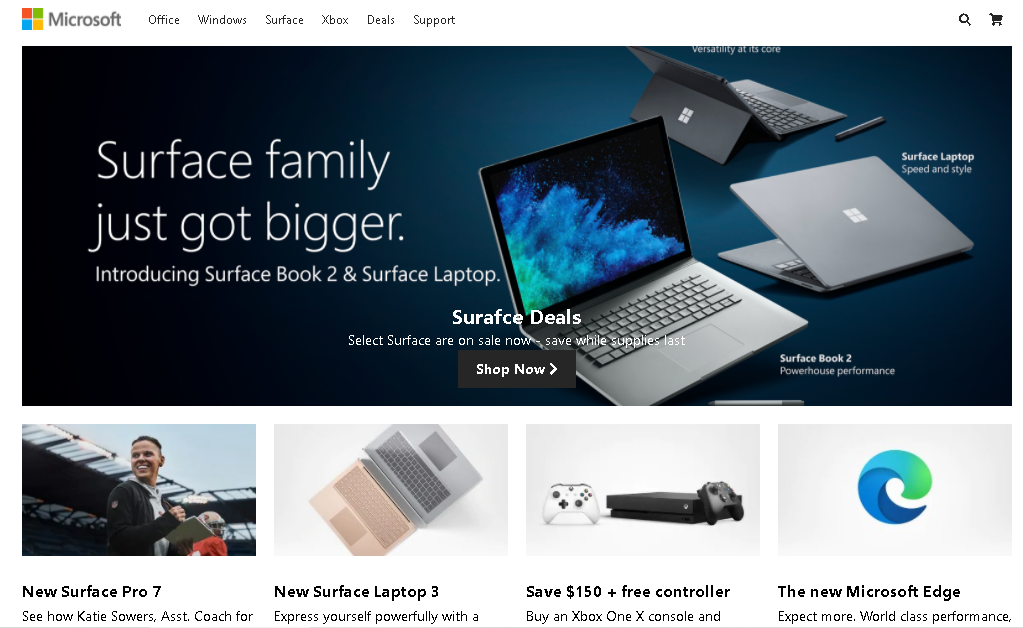 Microsoft
Office Windows Surface Xbox Deals Support
Versatility at its core
Surface Laptop
Speed and style
Surface family
just got bigger.
Introducing Surface Book 2 & Surface Laptop.
Surafce Deals
Select Surface are on sale now - save while supplies last
Shop Now
Surface Book 2
Powerhouse performance
New Surface Pro 7
See how Katie Sowers, Asst. Coach for
New Surface Laptop 3
Express yourself powerfully with a
Save $150 + free controller
Buy an Xbox One X console and
The new Microsoft Edge
Expect more. World class performance,